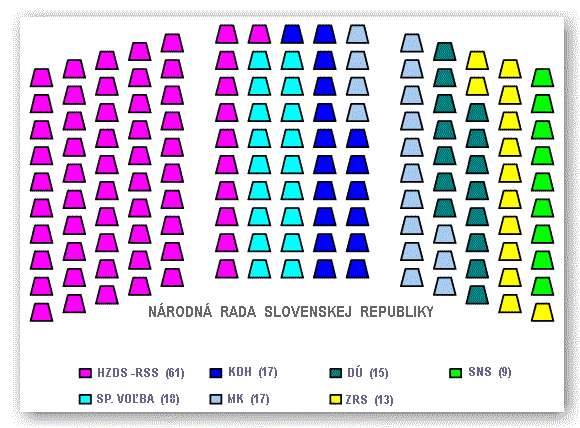 NÁRODNÁ RADA SLOVENSKEJ REPUBLIKY
HZDS -RSS (61) KDH (17) DÚ (15) SNS (9)
SP. VOĽBA (18) MK (17) ZRS (13)